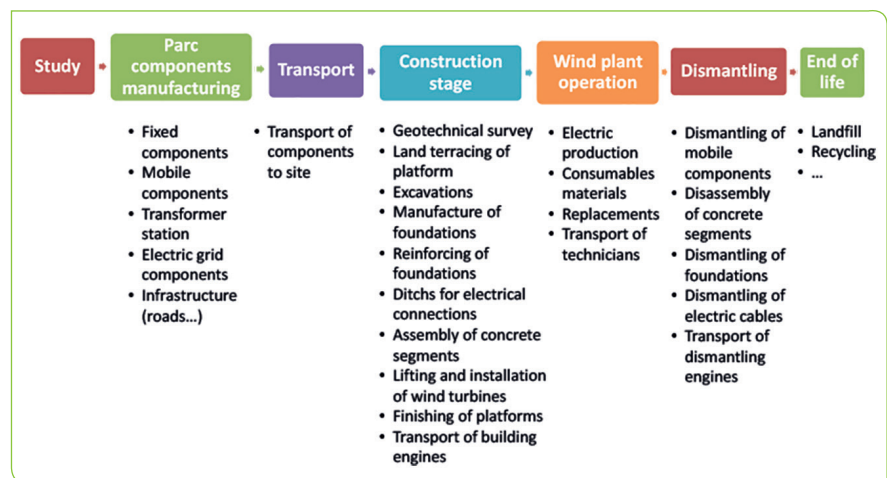 Study
Parc
components
manufacturing
Transport
Construction
stage
Wind plant
operation
Dismantling
End of
life
• Fixed
components
• Mobile
components
• Transformer
station
• Electric grid
components
• Infrastructure
(roads...)
• Transport of
components
to site
• Geotechnical survey
• Land terracing of
platform
• Excavations
• Manufacture of
foundations
• Reinforcing of
foundations
• Ditchs for electrical
connections
• Assembly of concrete
segments
• Lifting and installation
of wind turbines
• Finishing of platforms
• Transport of building
engines
• Electric
production
• Consumables
materials
• Replacements
• Transport of
technicians
• Dismantling of
mobile
components
• Disassembly
of concrete
segments
• Dismantling of
foundations
• Dismantling of
electric cables
• Transport of
dismantling
engines
• Landfill
• Recycling
• ...